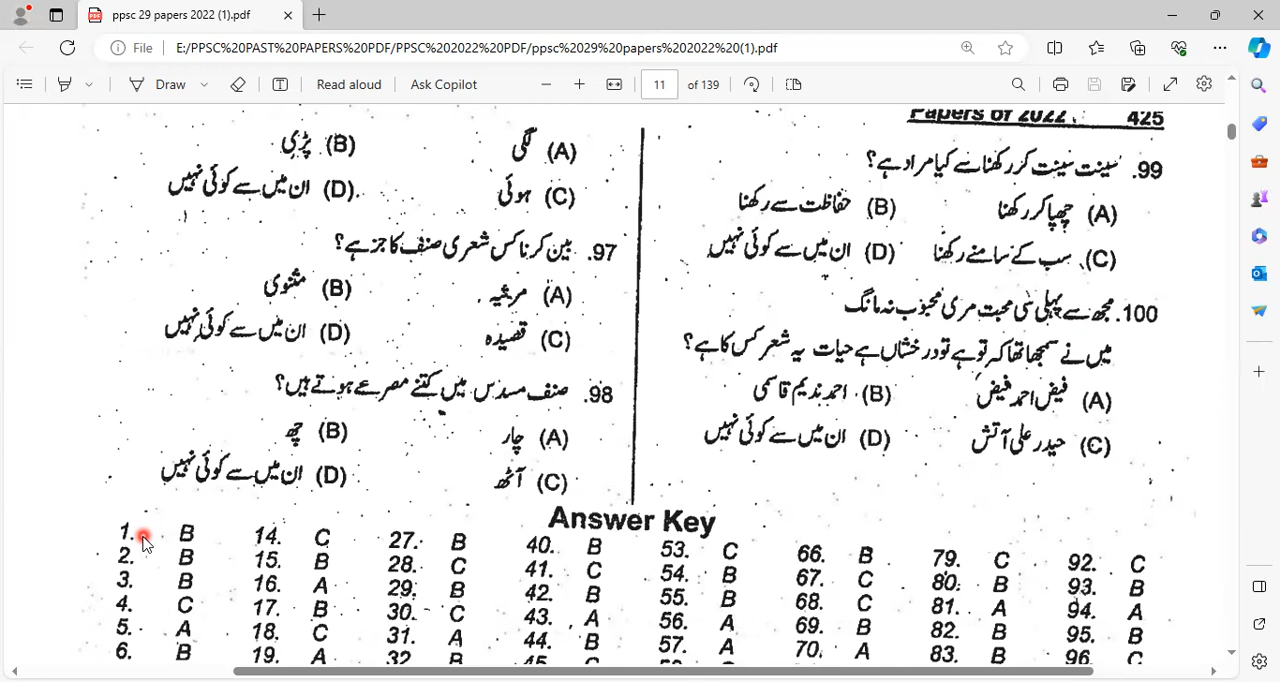 ppsc 29 papers 2022 (1).pdf
File
E:/PPSC%20PAST%20PAPERS%20PDF/PPSC%202022%20PDF/ppsc%2029%20papers%202022%20(1).pdf
Draw
Read aloud
Ask Copilot
11
of 139
Papers of 2022
425
(A) لگی (B) پڑی
(C) ہوئی (D) ان میں سے کوئی نہیں
97. بین کرنا کس شعری صنف کا جز ہے؟
(A) مرثیہ (B) مثنوی
(C) قصیدہ (D) ان میں سے کوئی نہیں
98. صنف مسدس میں کتنے مصرعے ہوتے ہیں؟
(A) چار (B) چھ
(C) آٹھ (D) ان میں سے کوئی نہیں
99. سینت سینت کر رکھنا سے کیا مراد ہے؟
(A) چھپا کر رکھنا (B) حفاظت سے رکھنا
(C) سب کے سامنے رکھنا (D) ان میں سے کوئی نہیں
100. مجھ سے پہلی سی محبت مری محبوب نہ مانگ
میں نے سمجھا تھا کہ تو ہے تو درخشاں ہے حیات یہ شعر کس کا ہے؟
(A) فیض احمد فیض (B) احمد ندیم قاسمی
(C) حیدر علی آتش (D) ان میں سے کوئی نہیں
Answer Key
1. B 14. C 27. B 40. B 53. C 66. B 79. C 92. C
2. B 15. B 28. C 41. C 54. B 67. C 80. B 93. B
3. B 16. A 29. B 42. B 55. B 68. C 81. A 94. A
4. C 17. B 30. C 43. A 56. A 69. B 82. B 95. B
5. A 18. C 31. A 44. B 57. A 70. A 83. B 96. C
6. B 19. A 32 B 45 C